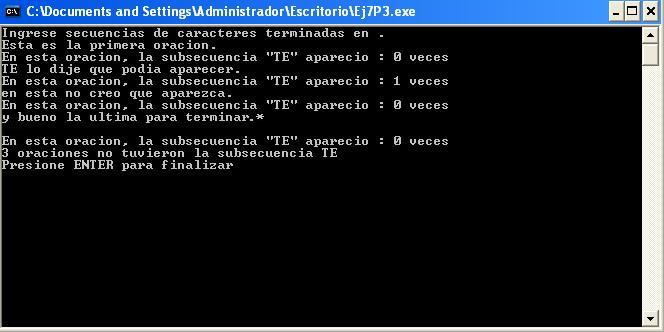 C:\Documents and Settings\Administrador\Escritorio\Ej7P3.exe
Ingrese secuencias de caracteres terminadas en .
Esta es la primera oracion.
En esta oracion, la subsecuencia "TE" aparecio : 0 veces
TE lo dije que podia aparecer.
En esta oracion, la subsecuencia "TE" aparecio : 1 veces
en esta no creo que aparezca.
En esta oracion, la subsecuencia "TE" aparecio : 0 veces
y bueno la ultima para terminar.*
En esta oracion, la subsecuencia "TE" aparecio : 0 veces
3 oraciones no tuvieron la subsecuencia TE
Presione ENTER para finalizar